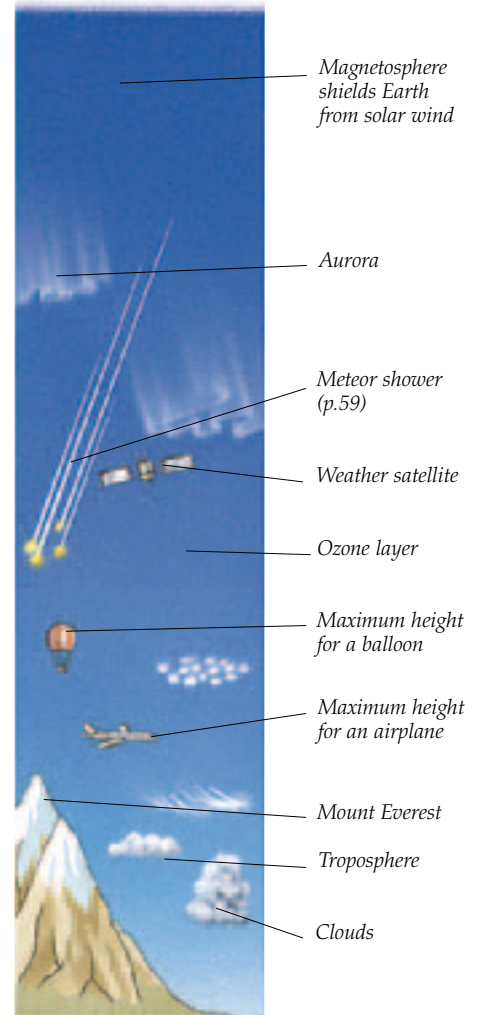 Magnetosphere
shields Earth
from solar wind
Aurora
Meteor shower
(p.59)
Weather satellite
Ozone layer
Maximum height
for a balloon
Maximum height
for an airplane
Mount Everest
Troposphere
Clouds